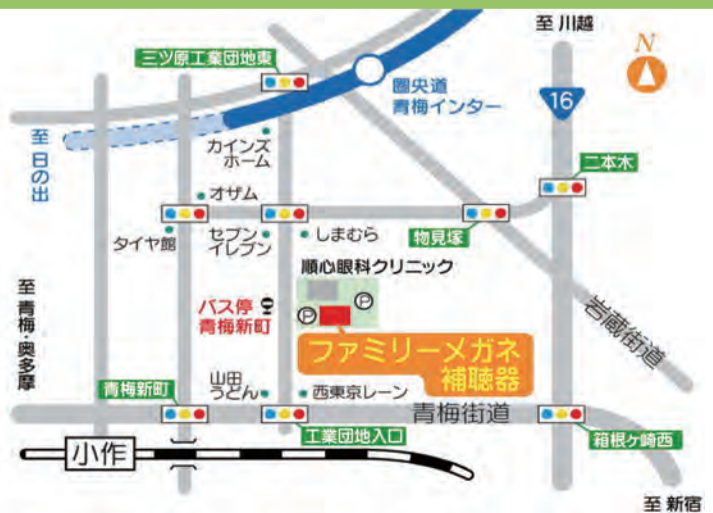 至 川越
N
三ツ原工業団地東
圏央道
青梅インター
16
至 日の出
カインズ
ホーム
二本木
オザム
タイヤ館
セブン
イレブン
しまむら
物見塚
順心眼科クリニック
至 青梅・奥多摩
バス停
青梅新町
P
P
岩蔵街道
ファミリーメガネ
補聴器
青梅新町
山田
うどん
西東京レーン
青梅街道
工業団地入口
箱根ヶ崎西
小作
至 新宿